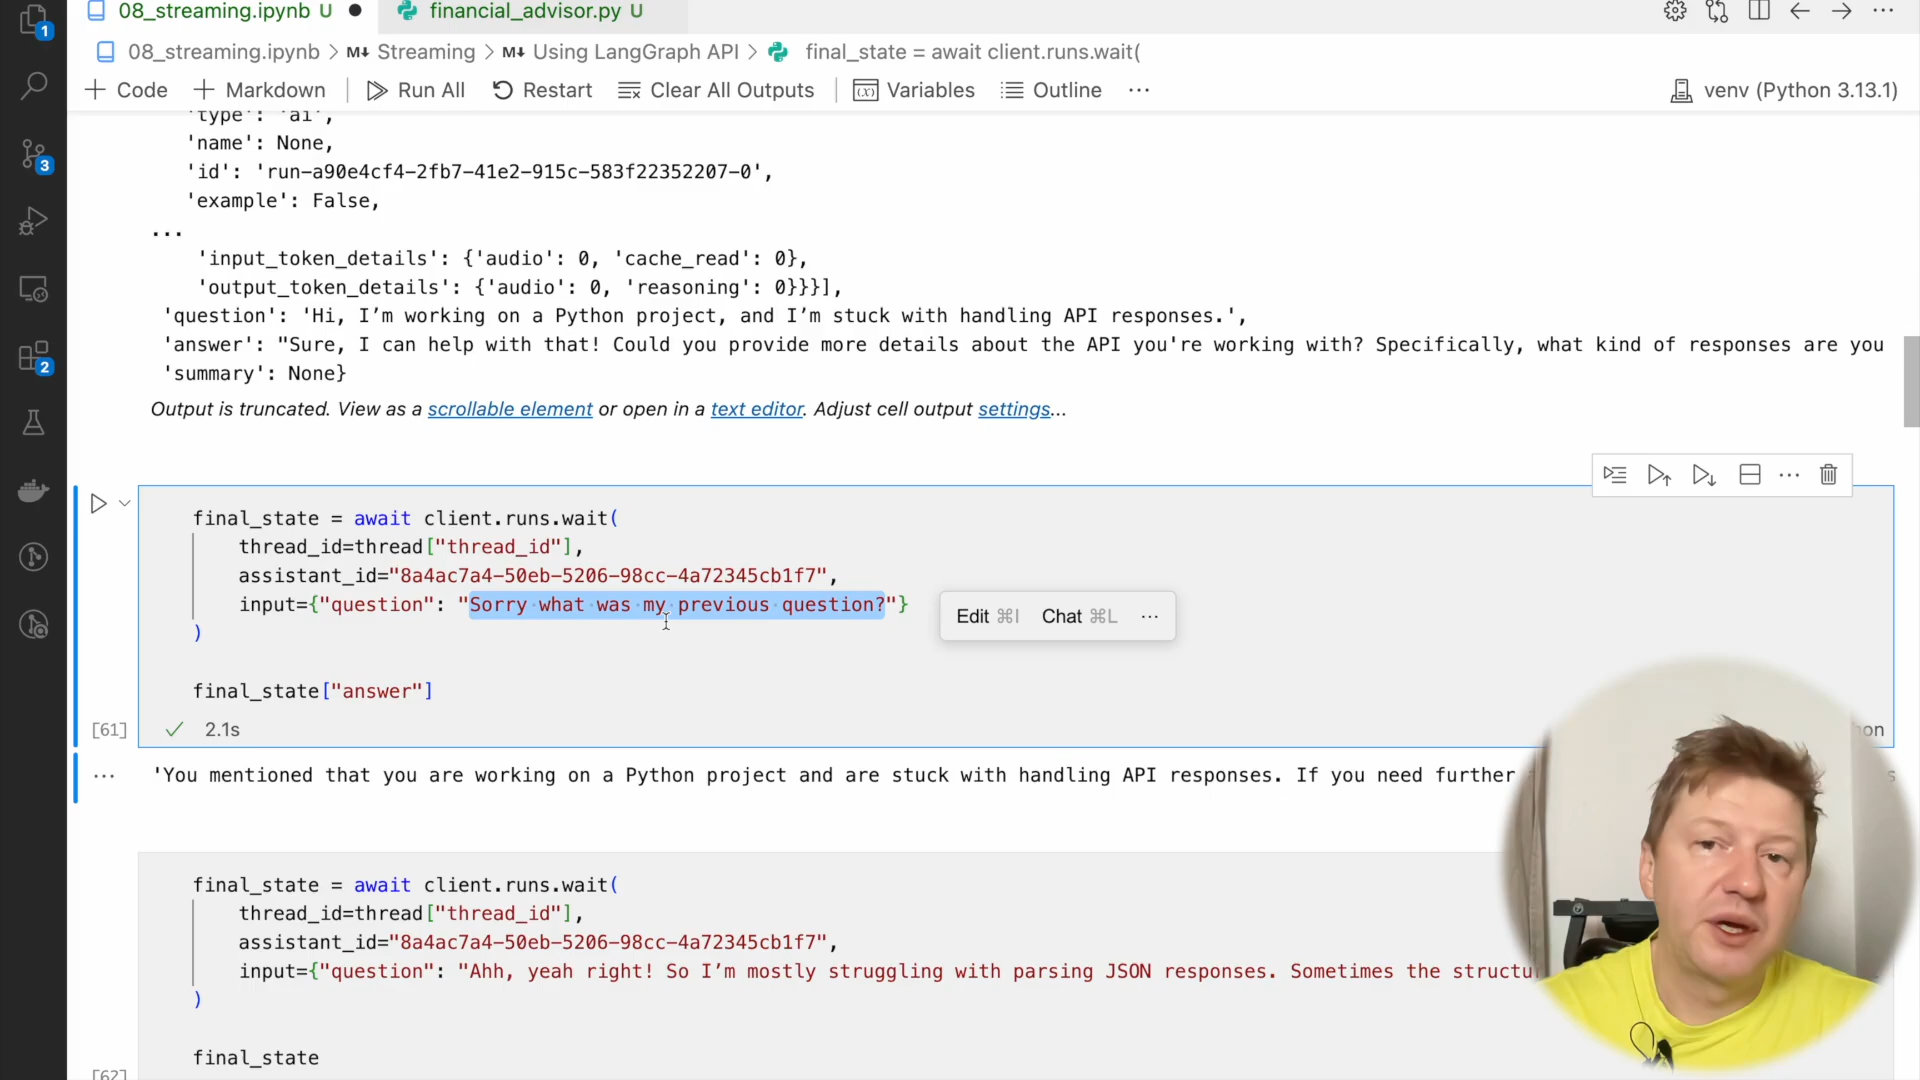 08_streaming.ipynb U
financial_advisor.py U
1
08_streaming.ipynb > M↓ Streaming > M↓ Using LangGraph API > final_state = await client.runs.wait(
+ Code + Markdown Run All Restart Clear All Outputs Variables Outline ... venv (Python 3.13.1)
'type': 'ai',
'name': None,
3
'id': 'run-a90e4cf4-2fb7-41e2-915c-583f22352207-0',
'example': False,
...
'input_token_details': {'audio': 0, 'cache_read': 0},
'output_token_details': {'audio': 0, 'reasoning': 0}}}],
'question': 'Hi, I’m working on a Python project, and I’m stuck with handling API responses.',
'answer': "Sure, I can help with that! Could you provide more details about the API you're working with? Specifically, what kind of responses are you
2
'summary': None}
Output is truncated. View as a scrollable element or open in a text editor. Adjust cell output settings...
final_state = await client.runs.wait(
thread_id=thread["thread_id"],
assistant_id="8a4ac7a4-50eb-5206-98cc-4a72345cb1f7",
input={"question": "Sorry what was my previous question?"}
Edit ⌘I Chat ⌘L ...
)
final_state["answer"]
[61] ✓ 2.1s
... 'You mentioned that you are working on a Python project and are stuck with handling API responses. If you need further
final_state = await client.runs.wait(
thread_id=thread["thread_id"],
assistant_id="8a4ac7a4-50eb-5206-98cc-4a72345cb1f7",
input={"question": "Ahh, yeah right! So I’m mostly struggling with parsing JSON responses. Sometimes the structu
)
final_state
[62]